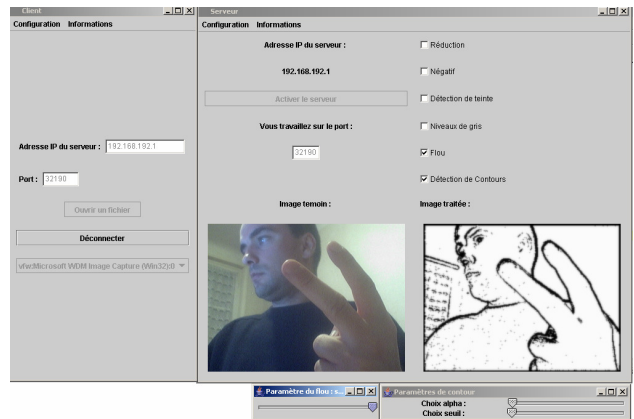 Client
Configuration Informations
Adresse IP du serveur : 192.168.192.1
Port : 32190
Ouvrir un fichier
Déconnecter
vfw:Microsoft WDM Image Capture (Win32):0
Serveur
Configuration Informations
Adresse IP du serveur :
192.168.192.1
Activer le serveur
Vous travaillez sur le port :
32190
Réduction
Négatif
Détection de teinte
Niveaux de gris
Flou
Détection de Contours
Image temoin :
Image traitée :
Paramètre du flou : s...
Paramètres de contour
Choix alpha :
Choix seuil :